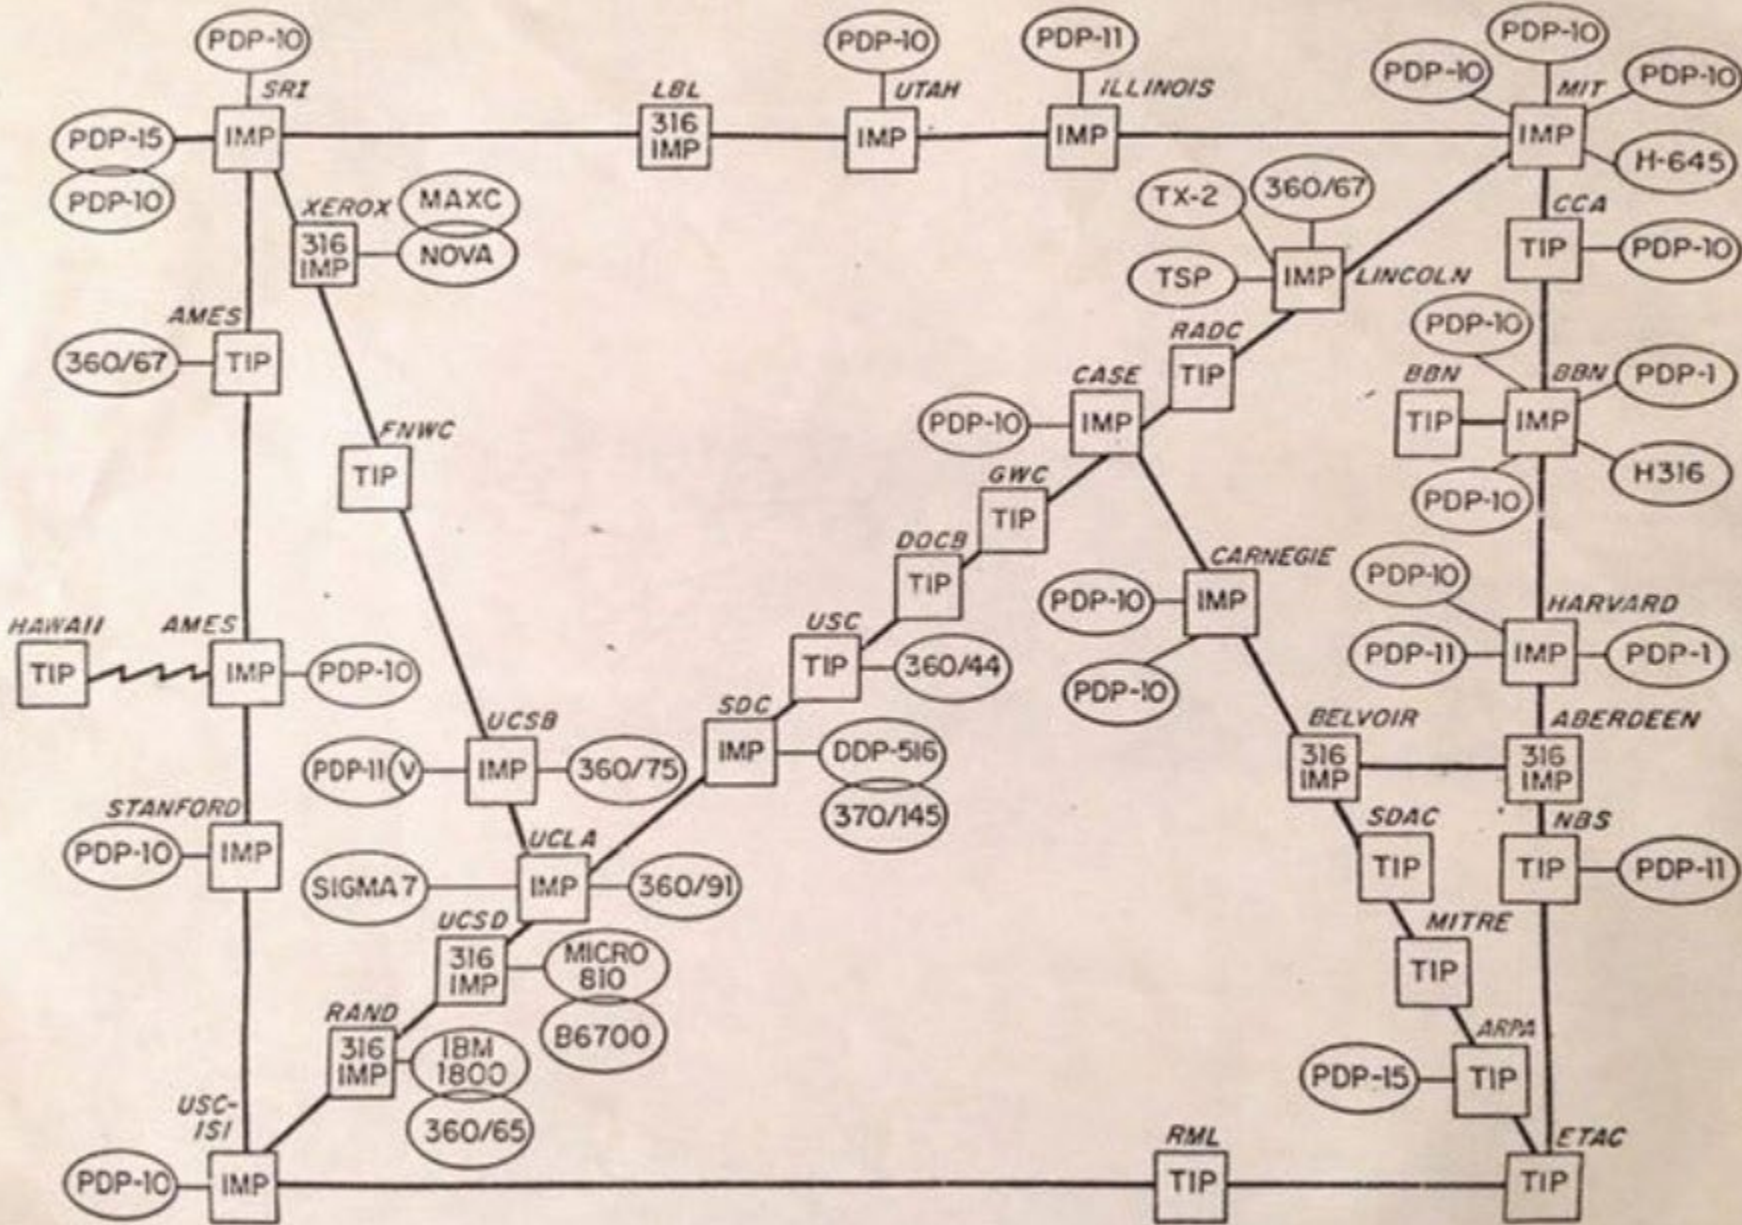 PDP-10
SRI
IMP
PDP-15
PDP-10
LBL
316
IMP
PDP-10
UTAH
IMP
PDP-11
ILLINOIS
IMP
PDP-10
PDP-10
PDP-10
MIT
IMP
H-645
XEROX
316
IMP
MAXC
NOVA
TX-2
360/67
TSP
IMP
LINCOLN
CCA
TIP
PDP-10
AMES
360/67
TIP
RADC
TIP
CASE
PDP-10
IMP
PDP-10
BBN
TIP
BBN
IMP
PDP-1
PDP-10
H316
FNWC
TIP
GWC
TIP
DOCB
TIP
CARNEGIE
PDP-10
IMP
PDP-10
PDP-10
HARVARD
PDP-11
IMP
PDP-1
HAWAII
TIP
AMES
IMP
PDP-10
USC
TIP
360/44
UCSB
PDP-11 V
IMP
360/75
SDC
IMP
DDP-516
370/145
BELVOIR
316
IMP
ABERDEEN
316
IMP
STANFORD
PDP-10
IMP
UCLA
SIGMA 7
IMP
360/91
SDAC
TIP
NBS
TIP
PDP-11
UCSD
316
IMP
MICRO
810
B6700
MITRE
TIP
RAND
316
IMP
IBM
1800
360/65
ARPA
PDP-15
TIP
USC-
ISI
PDP-10
IMP
RML
TIP
ETAC
TIP